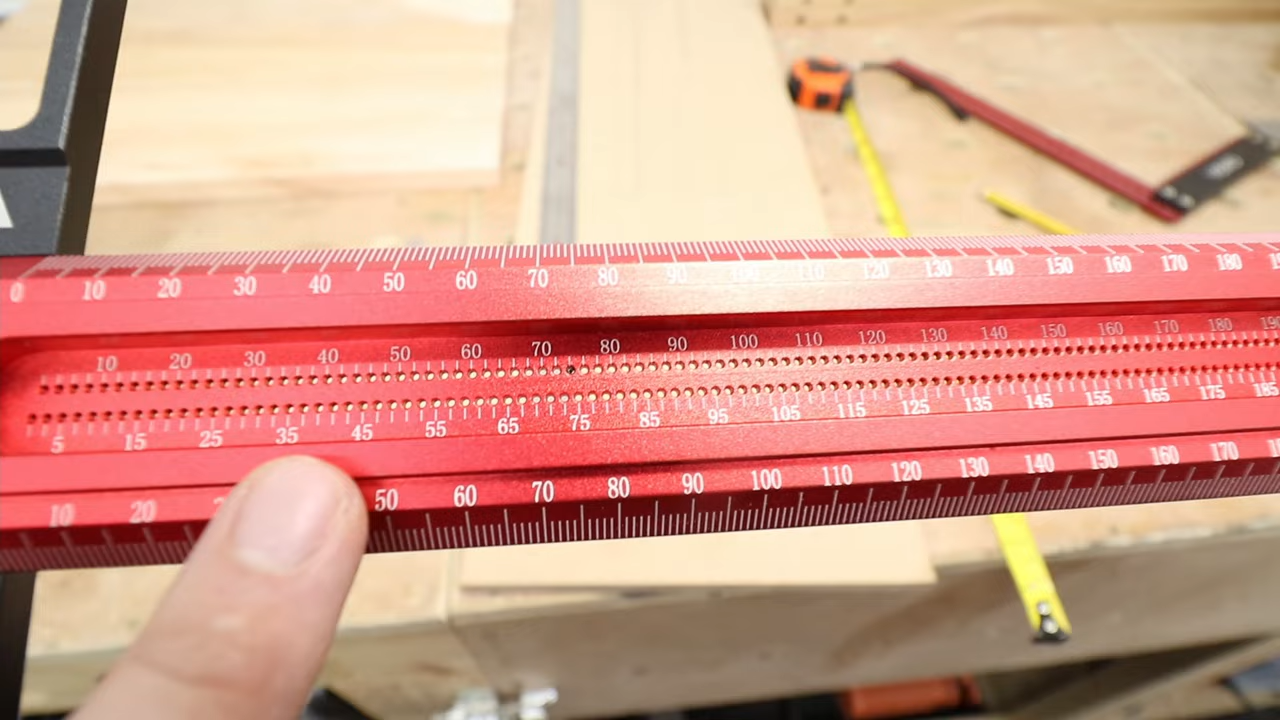 0 10 20 30 40 50 60 70 80 90 100 110 120 130 140 150 160 170 180
10 20 30 40 50 60 70 80 90 100 110 120 130 140 150 160 170 180 190
5 15 25 35 45 55 65 75 85 95 105 115 125 135 145 155 165 175 185
10 20 50 60 70 80 90 100 110 120 130 140 150 160 170